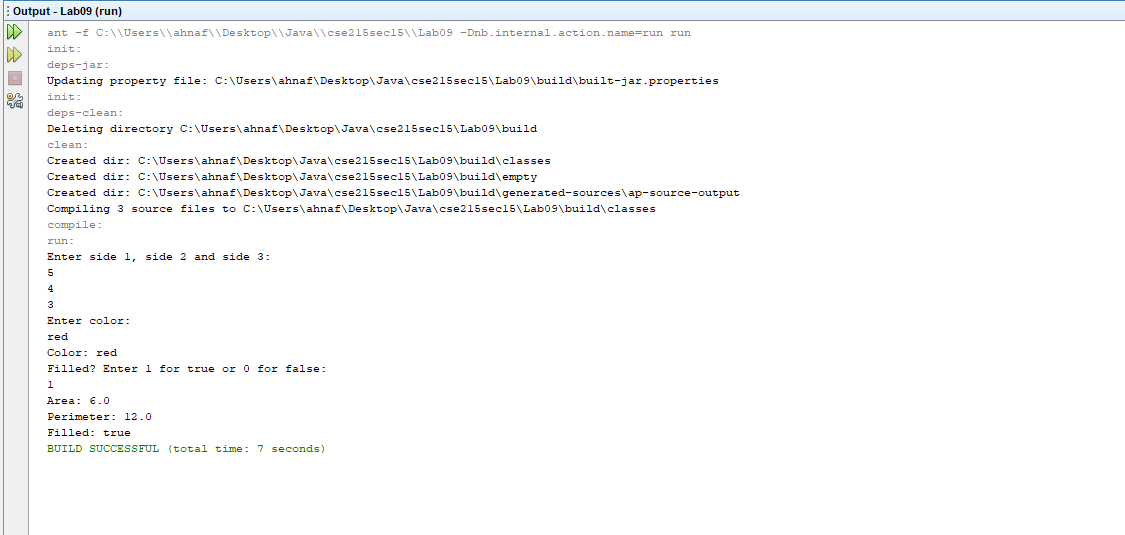 Output - Lab09 (run)
ant -f C:\\Users\\ahnaf\\Desktop\\Java\\cse215sec15\\Lab09 -Dnb.internal.action.name=run run
init:
deps-jar:
Updating property file: C:\Users\ahnaf\Desktop\Java\cse215sec15\Lab09\build\built-jar.properties
init:
deps-clean:
Deleting directory C:\Users\ahnaf\Desktop\Java\cse215sec15\Lab09\build
clean:
Created dir: C:\Users\ahnaf\Desktop\Java\cse215sec15\Lab09\build\classes
Created dir: C:\Users\ahnaf\Desktop\Java\cse215sec15\Lab09\build\empty
Created dir: C:\Users\ahnaf\Desktop\Java\cse215sec15\Lab09\build\generated-sources\ap-source-output
Compiling 3 source files to C:\Users\ahnaf\Desktop\Java\cse215sec15\Lab09\build\classes
compile:
run:
Enter side 1, side 2 and side 3:
5
4
3
Enter color:
red
Color: red
Filled? Enter 1 for true or 0 for false:
1
Area: 6.0
Perimeter: 12.0
Filled: true
BUILD SUCCESSFUL (total time: 7 seconds)